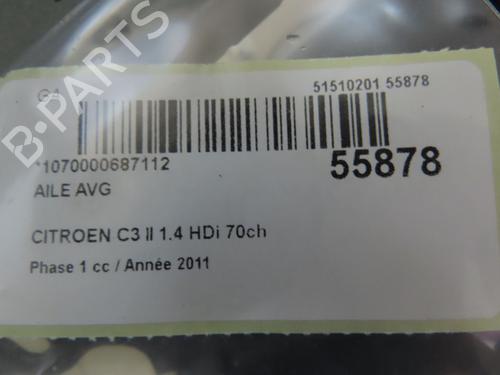 51510201 55878
*1070000687112
55878
AILE AVG
CITROEN C3 II 1.4 HDi 70ch
Phase 1 cc / Année 2011
B-PARTS